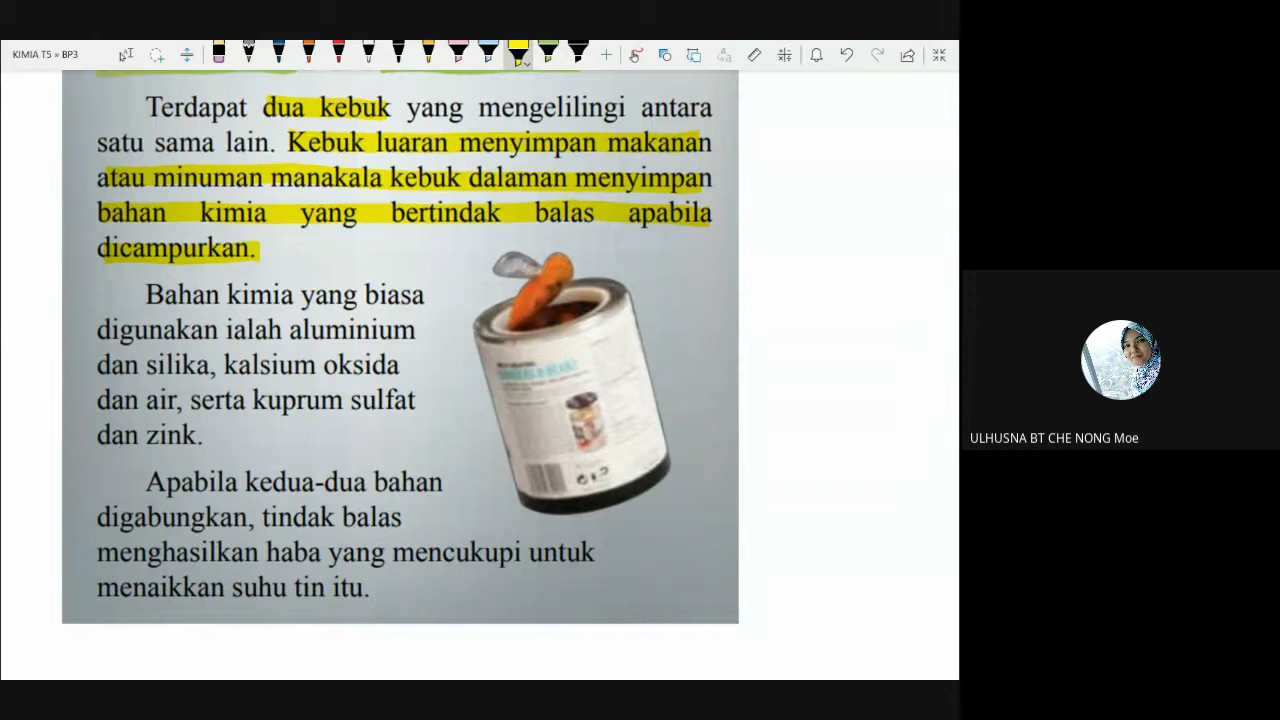 KIMIA T5 » BP3
Terdapat dua kebuk yang mengelilingi antara
satu sama lain. Kebuk luaran menyimpan makanan
atau minuman manakala kebuk dalaman menyimpan
bahan kimia yang bertindak balas apabila
dicampurkan.
Bahan kimia yang biasa
digunakan ialah aluminium
dan silika, kalsium oksida
dan air, serta kuprum sulfat
dan zink.
Apabila kedua-dua bahan
digabungkan, tindak balas
menghasilkan haba yang mencukupi untuk
menaikkan suhu tin itu.
ULHUSNA BT CHE NONG Moe